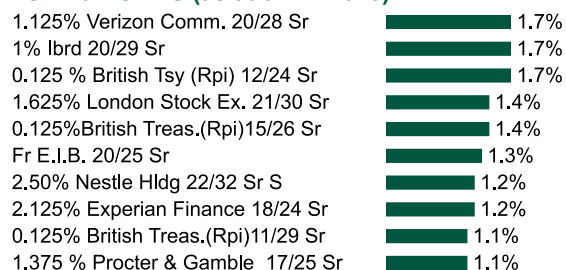 1.125% Verizon Comm. 20/28 Sr 1.7%
1% Ibrd 20/29 Sr 1.7%
0.125 % British Tsy (Rpi) 12/24 Sr 1.7%
1.625% London Stock Ex. 21/30 Sr 1.4%
0.125%British Treas.(Rpi)15/26 Sr 1.4%
Fr E.I.B. 20/25 Sr 1.3%
2.50% Nestle Hldg 22/32 Sr S 1.2%
2.125% Experian Finance 18/24 Sr 1.2%
0.125% British Treas.(Rpi)11/29 Sr 1.1%
1.375 % Procter & Gamble 17/25 Sr 1.1%